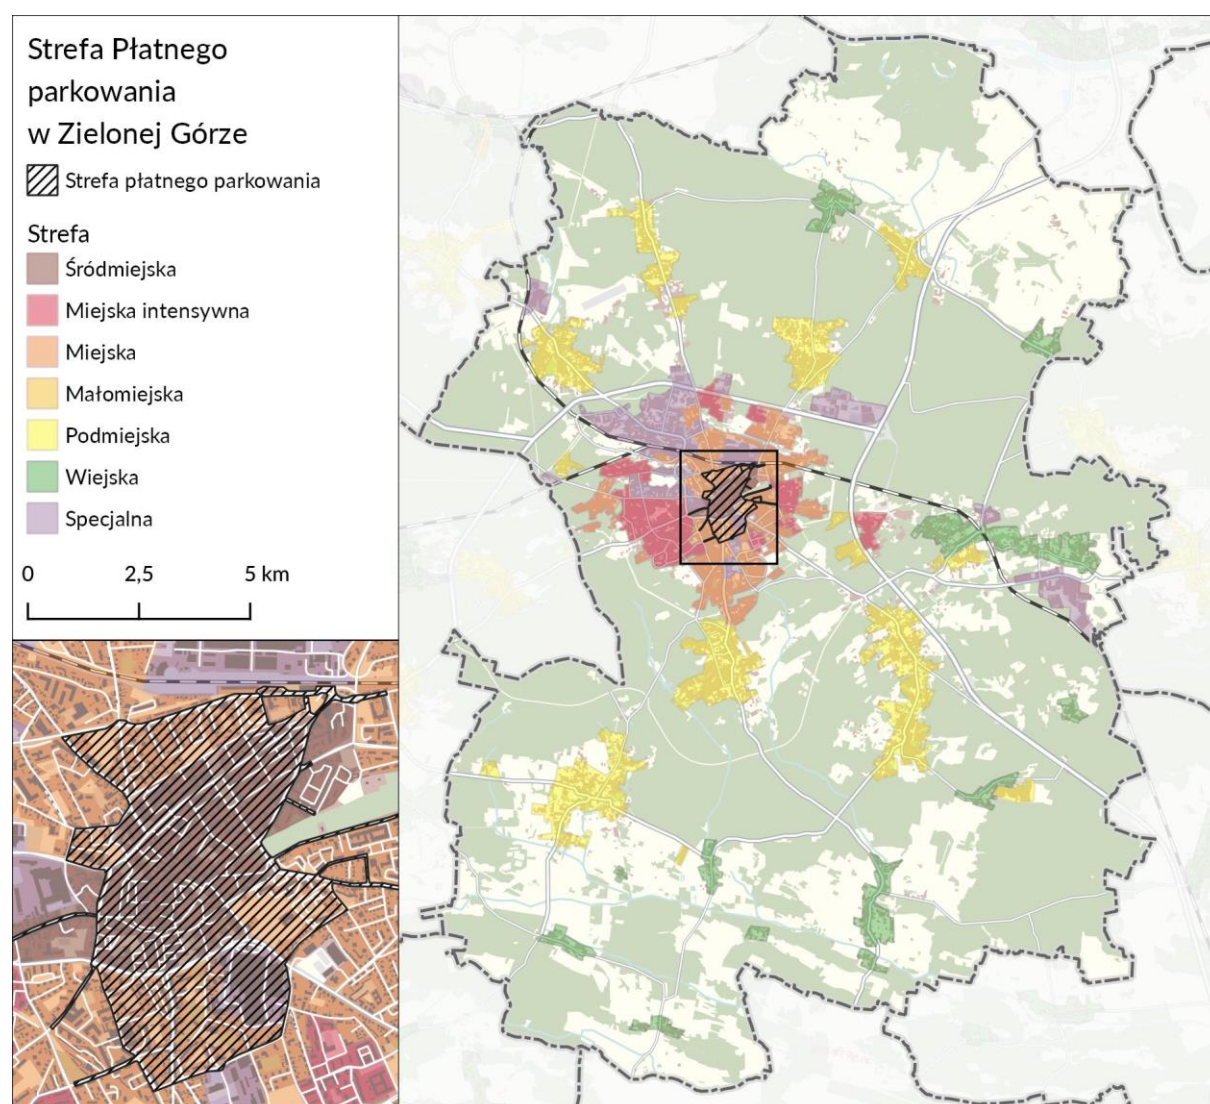 Strefa Płatnego
parkowania
w Zielonej Górze
Strefa płatnego parkowania
Strefa
Śródmiejska
Miejska intensywna
Miejska
Małomiejska
Podmiejska
Wiejska
Specjalna
0 2,5 5 km